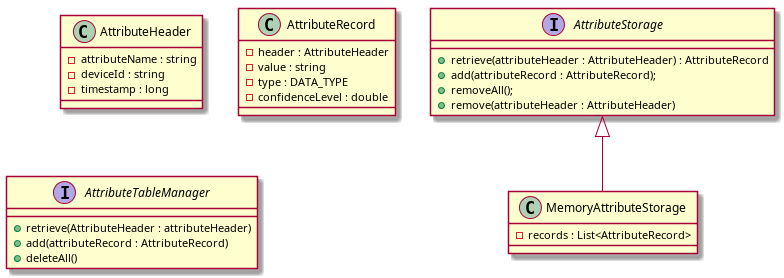 C AttributeHeader
attributeName : string
deviceId : string
timestamp : long
C AttributeRecord
header : AttributeHeader
value : string
type : DATA_TYPE
confidenceLevel : double
I AttributeStorage
retrieve(attributeHeader : AttributeHeader) : AttributeRecord
add(attributeRecord : AttributeRecord);
removeAll();
remove(attributeHeader : AttributeHeader)
I AttributeTableManager
retrieve(AttributeHeader : attributeHeader)
add(attributeRecord : AttributeRecord)
deleteAll()
C MemoryAttributeStorage
records : List<AttributeRecord>